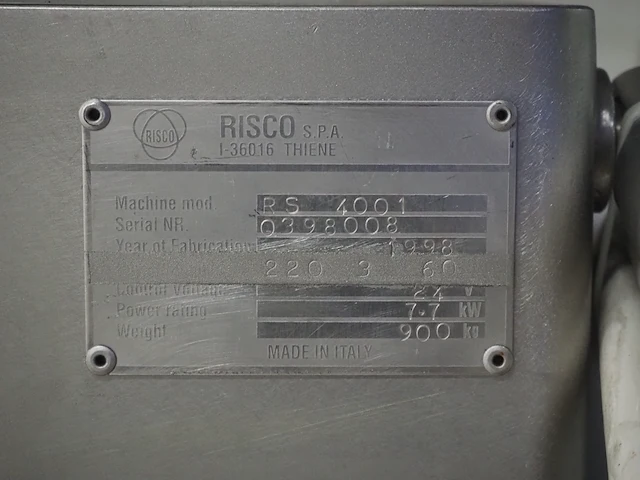 RISCO
RISCO S.P.A.
I-36016 THIENE
Machine mod RS 4001
Serial NR. 0398008
Year of Fabrication 1998
220 3 60
Control voltage 24 V
Power rating 7.7 kW
Weight 900 kg
MADE IN ITALY